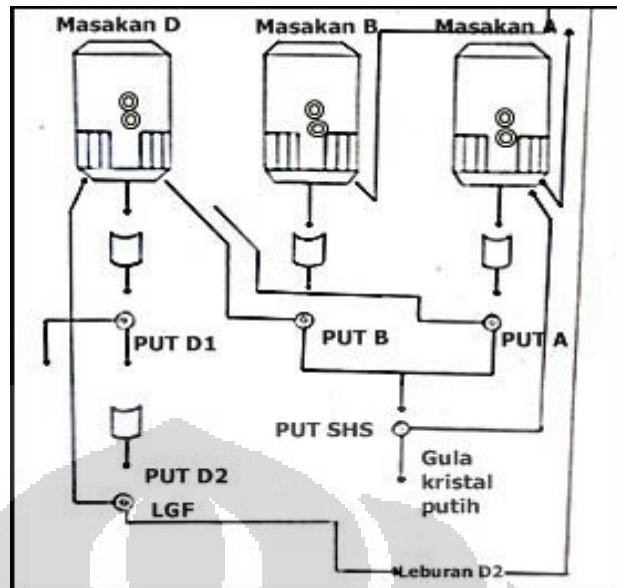 Masakan D
Masakan B
Masakan A
PUT D1
PUT B
PUT A
PUT SHS
PUT D2
LGF
Gula
kristal
putih
Leburan D2